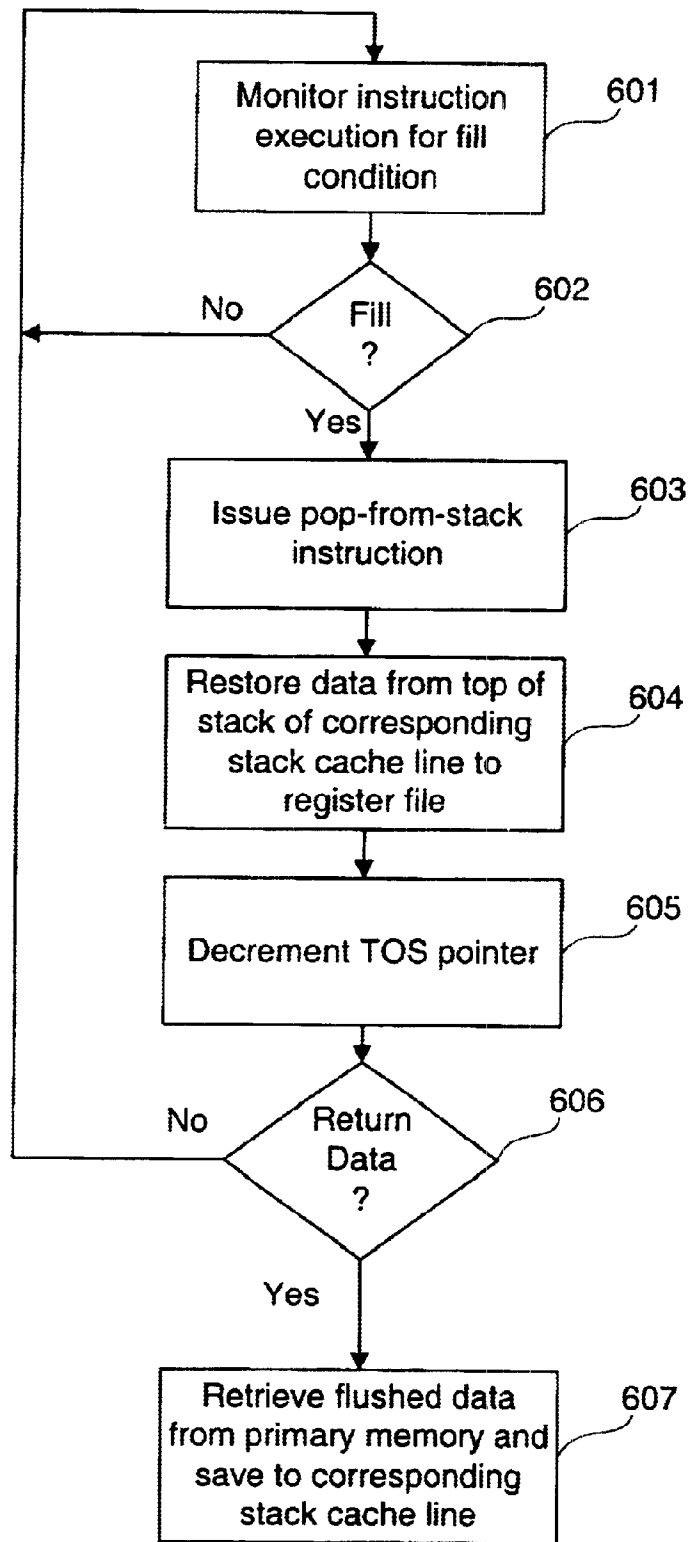 Monitor instruction
execution for fill
condition
601
Fill
?
602
No
Yes
Issue pop-from-stack
instruction
603
Restore data from top of
stack of corresponding
stack cache line to
register file
604
Decrement TOS pointer
605
Return
Data
?
606
No
Yes
Retrieve flushed data
from primary memory and
save to corresponding
stack cache line
607